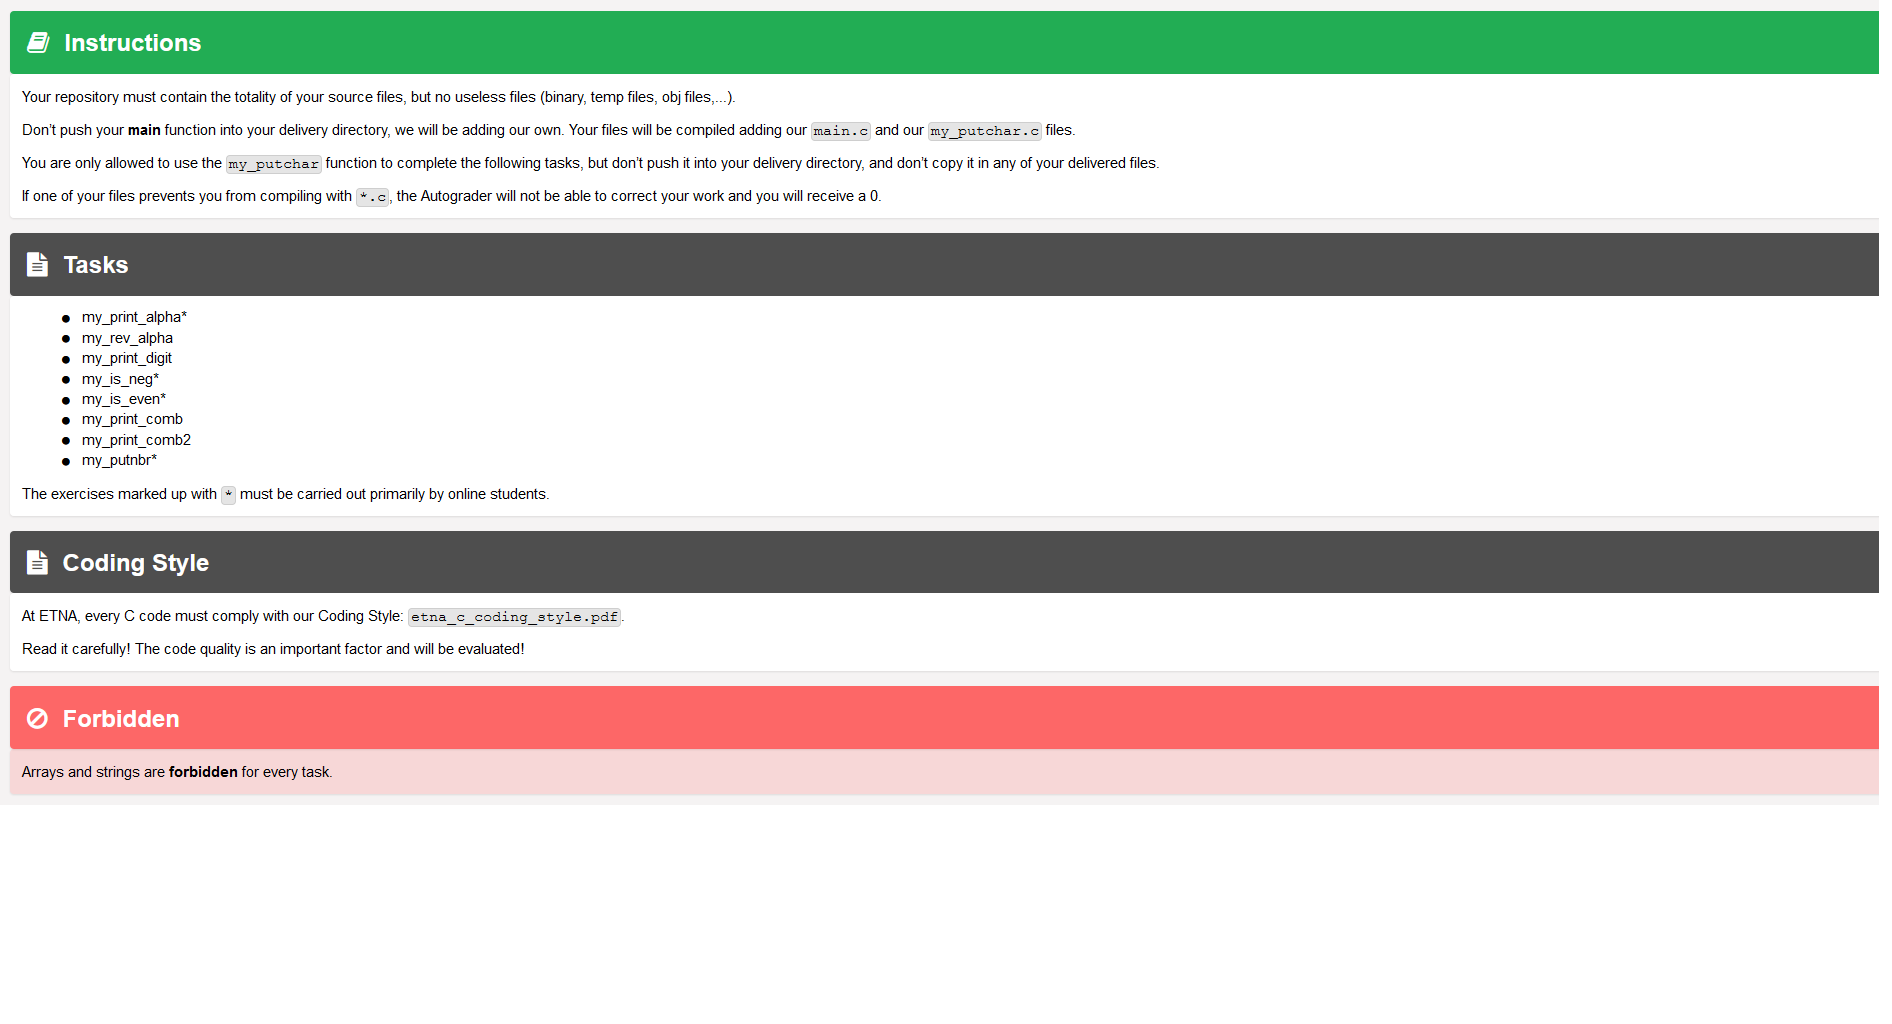 Instructions
Your repository must contain the totality of your source files, but no useless files (binary, temp files, obj files,...).
Don’t push your main function into your delivery directory, we will be adding our own. Your files will be compiled adding our main.c and our my_putchar.c files.
You are only allowed to use the my_putchar function to complete the following tasks, but don’t push it into your delivery directory, and don’t copy it in any of your delivered files.
If one of your files prevents you from compiling with *.c, the Autograder will not be able to correct your work and you will receive a 0.
Tasks
● my_print_alpha*
● my_rev_alpha
● my_print_digit
● my_is_neg*
● my_is_even*
● my_print_comb
● my_print_comb2
● my_putnbr*
The exercises marked up with * must be carried out primarily by online students.
Coding Style
At ETNA, every C code must comply with our Coding Style: etna_c_coding_style.pdf.
Read it carefully! The code quality is an important factor and will be evaluated!
Forbidden
Arrays and strings are forbidden for every task.